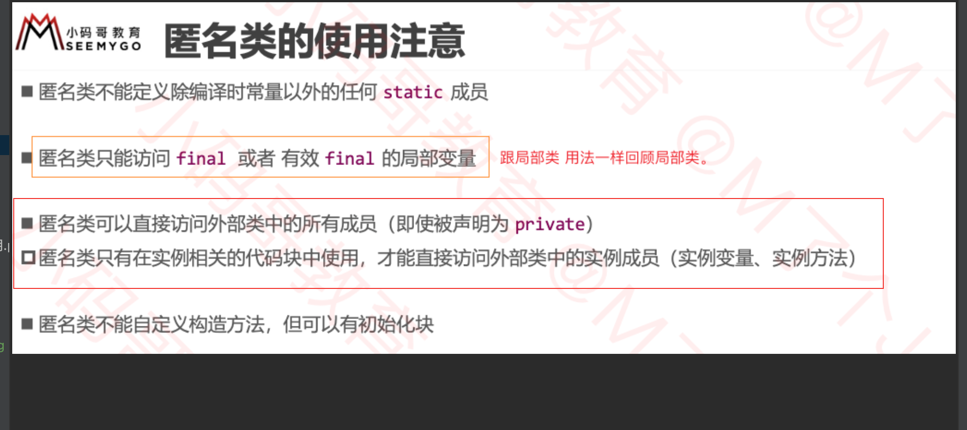 小码哥教育
SEEMYGO
匿名类的使用注意
匿名类不能定义除编译时常量以外的任何 static 成员
匿名类只能访问 final 或者 有效 final 的局部变量
跟局部类 用法一样回顾局部类。
匿名类可以直接访问外部类中的所有成员（即使被声明为 private）
匿名类只有在实例相关的代码块中使用，才能直接访问外部类中的实例成员（实例变量、实例方法）
匿名类不能自定义构造方法，但可以有初始化块